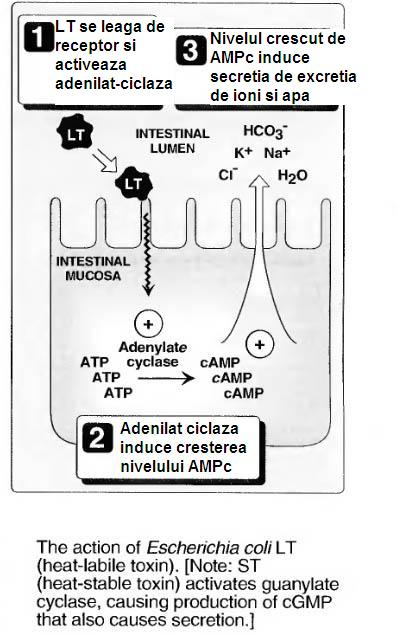 1 LT se leaga de
receptor si
activeaza
adenilat-ciclaza
3 Nivelul crescut de
AMPc induce
secretia de excretia
de ioni si apa
LT
INTESTINAL
LUMEN
HCO3-
K+ Na+
Cl- H2O
LT
INTESTINAL
MUCOSA
+
Adenylate
cyclase
ATP
ATP
ATP
+
cAMP
cAMP
cAMP
2 Adenilat ciclaza
induce cresterea
nivelului AMPc
The action of Escherichia coli LT
(heat-labile toxin). [Note: ST
(heat-stable toxin) activates guanylate
cyclase, causing production of cGMP
that also causes secretion.]